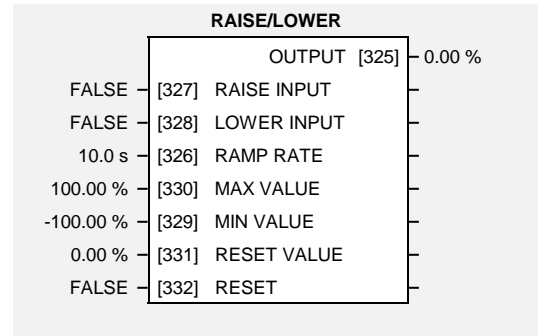 RAISE/LOWER
OUTPUT [325] 0.00 %
FALSE [327] RAISE INPUT
FALSE [328] LOWER INPUT
10.0 s [326] RAMP RATE
100.00 % [330] MAX VALUE
-100.00 % [329] MIN VALUE
0.00 % [331] RESET VALUE
FALSE [332] RESET